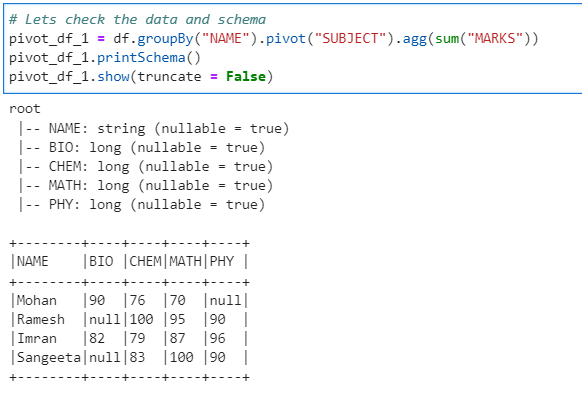 # Lets check the data and schema
pivot_df_1 = df.groupBy("NAME").pivot("SUBJECT").agg(sum("MARKS"))
pivot_df_1.printSchema()
pivot_df_1.show(truncate = False)
root
 |-- NAME: string (nullable = true)
 |-- BIO: long (nullable = true)
 |-- CHEM: long (nullable = true)
 |-- MATH: long (nullable = true)
 |-- PHY: long (nullable = true)
+--------+----+----+----+----+
|NAME    |BIO |CHEM|MATH|PHY |
+--------+----+----+----+----+
|Mohan   |90  |76  |70  |null|
|Ramesh  |null|100 |95  |90  |
|Imran   |82  |79  |87  |96  |
|Sangeeta|null|83  |100 |90  |
+--------+----+----+----+----+